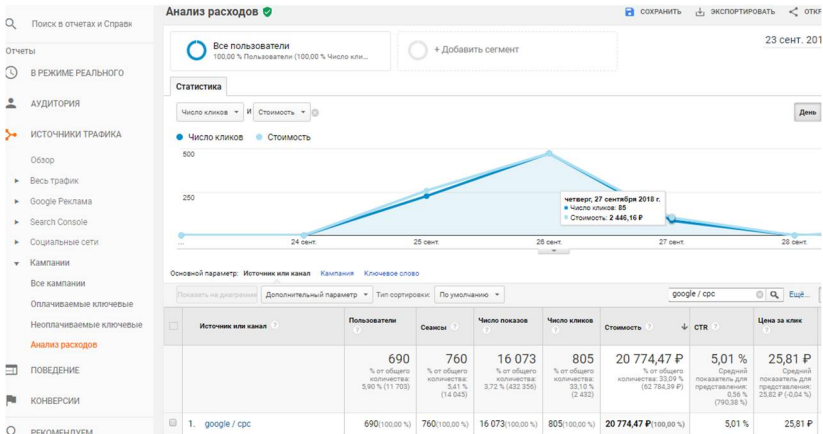 Поиск в отчетах и Справк
Отчеты
В РЕЖИМЕ РЕАЛЬНОГО
АУДИТОРИЯ
ИСТОЧНИКИ ТРАФИКА
Обзор
Весь трафик
Google Реклама
Search Console
Социальные сети
Кампании
Все кампании
Оплачиваемые ключевые
Неоплачиваемые ключевые
Анализ расходов
ПОВЕДЕНИЕ
КОНВЕРСИИ
РЕКОМЕНДУЕМ
Анализ расходов
СОХРАНИТЬ
ЭКСПОРТИРОВАТЬ
ОТКР
Все пользователи
100,00 % Пользователи (100,00 % Число кли...
+ Добавить сегмент
23 сент. 201
Статистика
Число кликов И Стоимость
День
Число кликов Стоимость
500
250
четверг, 27 сентября 2018 г.
Число кликов: 85
Стоимость: 2 446,16 ₽
... 24 сент. 25 сент. 26 сент. 27 сент. 28 сент.
Основной параметр: Источник или канал Кампания Ключевое слово
Показать на диаграмме Дополнительный параметр Тип сортировки: По умолчанию google / cpc Ещё...
Источник или канал ? Пользователи ? Сеансы ? Число показов ? Число кликов ? Стоимость ? CTR ? Цена за клик ?
690
% от общего количества:
5,90 % (11 703)
760
% от общего количества:
5,41 %
(14 045)
16 073
% от общего количества:
3,72 % (432 356)
805
% от общего количества:
33,10 %
(2 432)
20 774,47 ₽
% от общего
количества: 33,09 %
(62 784,39 ₽)
5,01 %
Средний
показатель для
представления:
0,56 %
(790,38 %)
25,81 ₽
Средний
показатель для
представления:
25,82 ₽ (-0,04 %)
1. google / cpc 690(100,00 %) 760(100,00 %) 16 073(100,00 %) 805(100,00 %) 20 774,47 ₽(100,00 %) 5,01 % 25,81 ₽